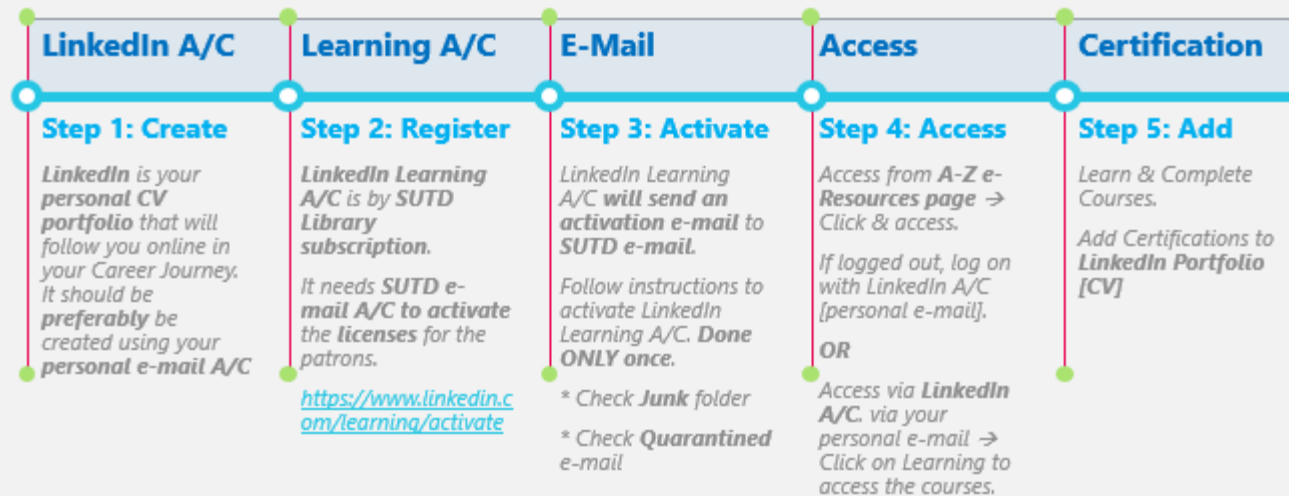 LinkedIn A/C
Step 1: Create
LinkedIn is your
personal CV
portfolio that will
follow you online in
your Career Journey.
It should be
preferably be
created using your
personal e-mail A/C
Learning A/C
Step 2: Register
LinkedIn Learning
A/C is by SUTD
Library
subscription.
It needs SUTD e-
mail A/C to activate
the licenses for the
patrons.
https://www.linkedin.c
om/learning/activate
E-Mail
Step 3: Activate
LinkedIn Learning
A/C will send an
activation e-mail to
SUTD e-mail.
Follow instructions to
activate LinkedIn
Learning A/C. Done
ONLY once.
* Check Junk folder
* Check Quarantined
e-mail
Access
Step 4: Access
Access from A-Z e-
Resources page →
Click & access.
If logged out, log on
with LinkedIn A/C
[personal e-mail].
OR
Access via LinkedIn
A/C. via your
personal e-mail →
Click on Learning to
access the courses.
Certification
Step 5: Add
Learn & Complete
Courses.
Add Certifications to
LinkedIn Portfolio
[CV]